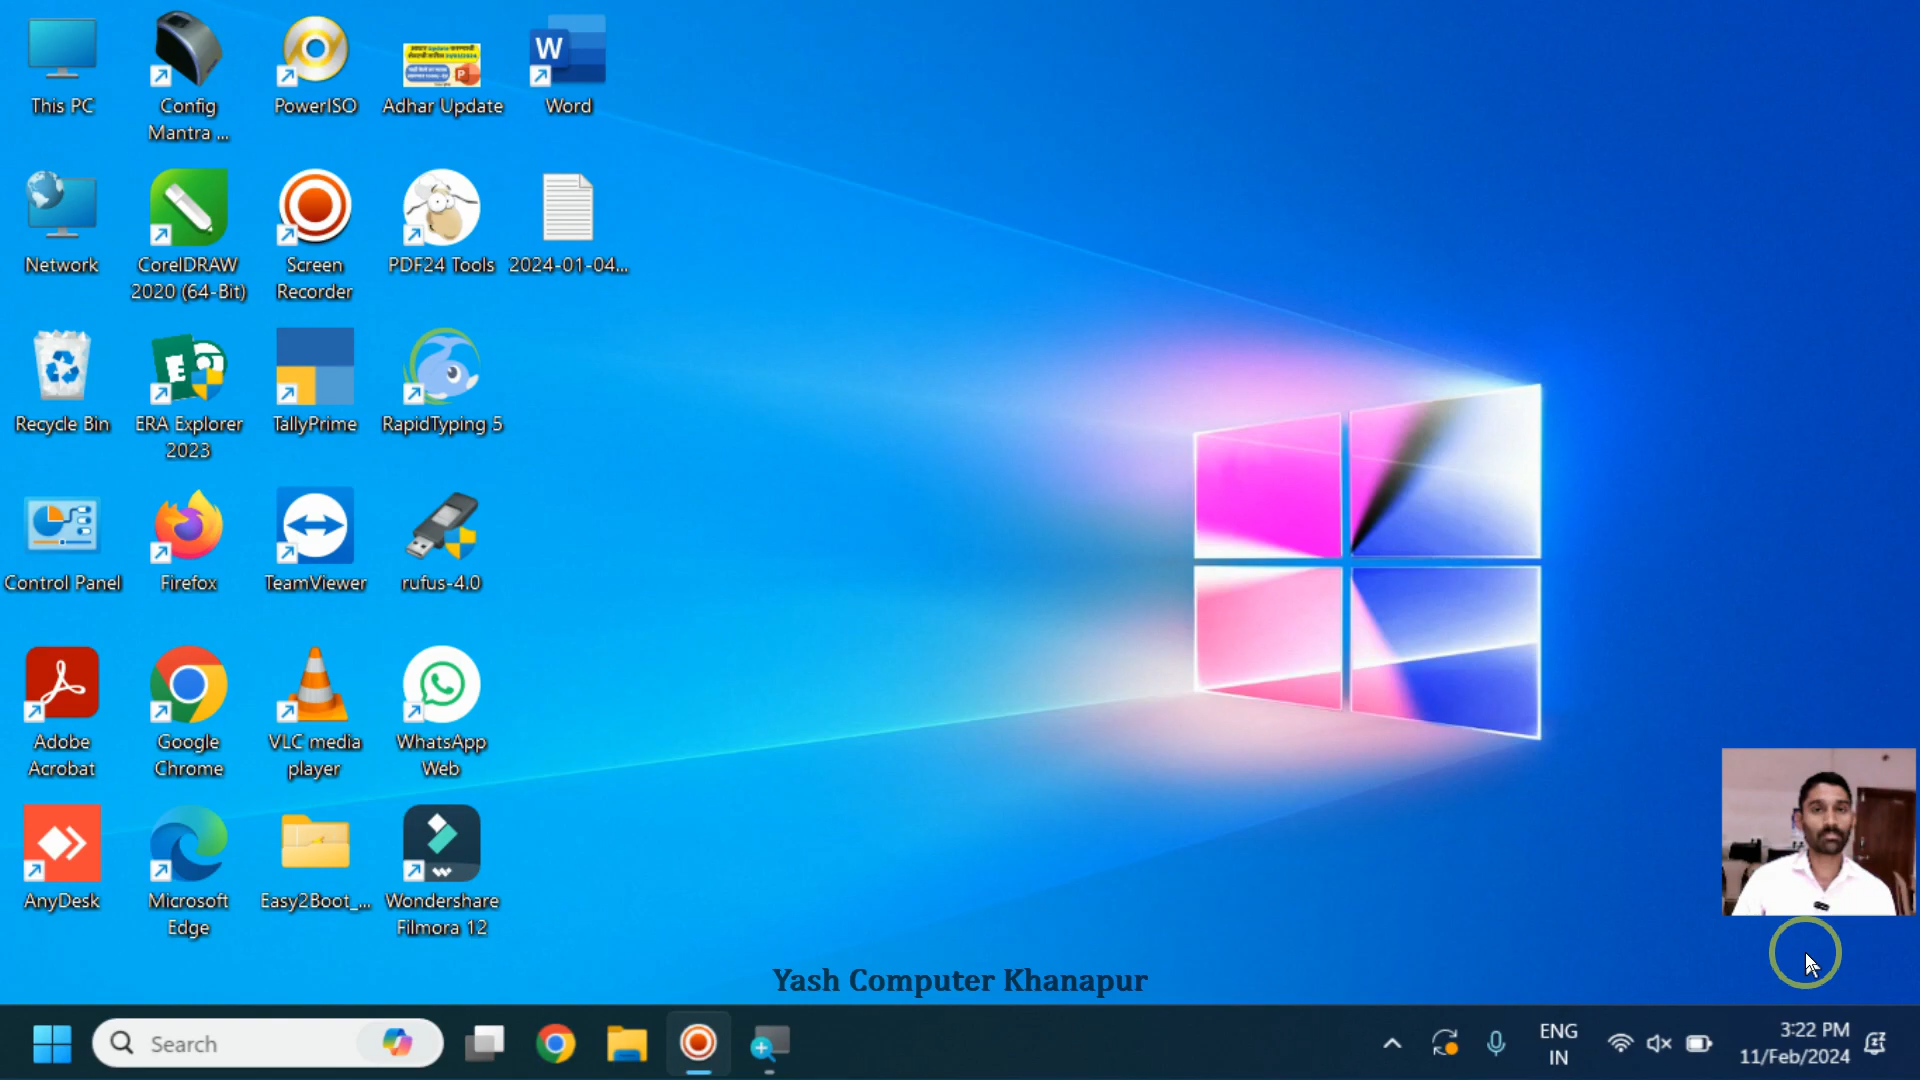 This PC
Config
Mantra ...
PowerISO
Adhar Update
Word
Network
CorelDRAW
2020 (64-Bit)
Screen
Recorder
PDF24 Tools
2024-01-04...
Recycle Bin
ERA Explorer
2023
TallyPrime
RapidTyping 5
Control Panel
Firefox
TeamViewer
rufus-4.0
Adobe
Acrobat
Google
Chrome
VLC media
player
WhatsApp
Web
AnyDesk
Microsoft
Edge
Easy2Boot_...
Wondershare
Filmora 12
Yash Computer Khanapur
Search
ENG
IN
3:22 PM
11/Feb/2024